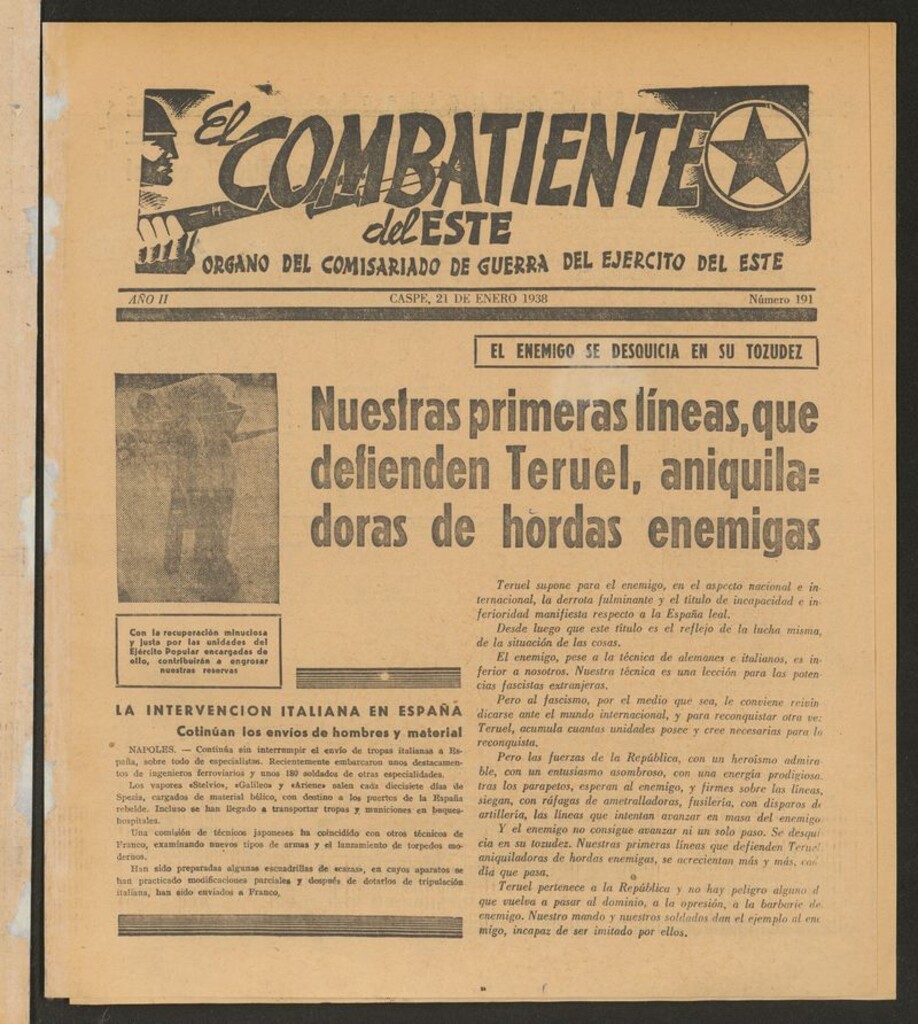 El COMBATIENTE
del ESTE
ORGANO DEL COMISARIADO DE GUERRA DEL EJERCITO DEL ESTE
AÑO II CASPE, 21 DE ENERO 1938 Número 191
EL ENEMIGO SE DESQUICIA EN SU TOZUDEZ
Nuestras primeras líneas, que
defienden Teruel, aniquila-
doras de hordas enemigas
Con la recuperación minuciosa
y justa por las unidades del
Ejército Popular encargadas de
ello, contribuirán a engrosar
nuestras reservas
LA INTERVENCION ITALIANA EN ESPAÑA
Cotinúan los envíos de hombres y material
NAPOLES. — Continúa sin interrumpir el envío de tropas italianas a Es-
paña, sobre todo de especialistas. Recientemente embarcaron unos destacamen-
tos de ingenieros ferroviarios y unos 180 soldados de otras especialidades.
Los vapores «Stelvio», «Galileo» y «Ariene» salen cada diecisiete días de
Spezia, cargados de material bélico, con destino a los puertos de la España
rebelde. Incluso se han llegado a transportar tropas y municiones en buques-
hospitales.
Una comisión de técnicos japoneses ha coincidido con otros técnicos de
Franco, examinando nuevos tipos de armas y el lanzamiento de torpedos mo-
dernos.
Han sido preparadas algunas escuadrillas de «cazas», en cuyos aparatos se
han practicado modificaciones parciales y después de dotarlos de tripulación
italiana, han sido enviados a Franco.
Teruel supone para el enemigo, en el aspecto nacional e in-
ternacional, la derrota fulminante y el título de incapacidad e in-
ferioridad manifiesta respecto a la España leal.
Desde luego que este título es el reflejo de la lucha misma,
de la situación de las cosas.
El enemigo, pese a la técnica de alemanes e italianos, es in-
ferior a nosotros. Nuestra técnica es una lección para las poten-
cias fascistas extranjeras.
Pero al fascismo, por el medio que sea, le conviene reivin
dicarse ante el mundo internacional, y para reconquistar otra ve
Teruel, acumula cuantas unidades posee y cree necesarias para la
reconquista.
Pero las fuerzas de la República, con un heroísmo admira
ble, con un entusiasmo asombroso, con una energía prodigiosa,
tras los parapetos, esperan al enemigo, y firmes sobre las líneas,
siegan, con ráfagas de ametralladoras, fusilería, con disparos de
artillería, las líneas que intentan avanzar en masa del enemigo
Y el enemigo no consigue avanzar ni un solo paso. Se desqui
cia en su tozudez. Nuestras primeras líneas que defienden Teruel
aniquiladoras de hordas enemigas, se acrecientan más y más, cad
día que pasa.
Teruel pertenece a la República y no hay peligro alguno d
que vuelva a pasar al dominio, a la opresión, a la barbarie de
enemigo. Nuestro mando y nuestros soldados dan el ejemplo al ene
migo, incapaz de ser imitado por ellos.